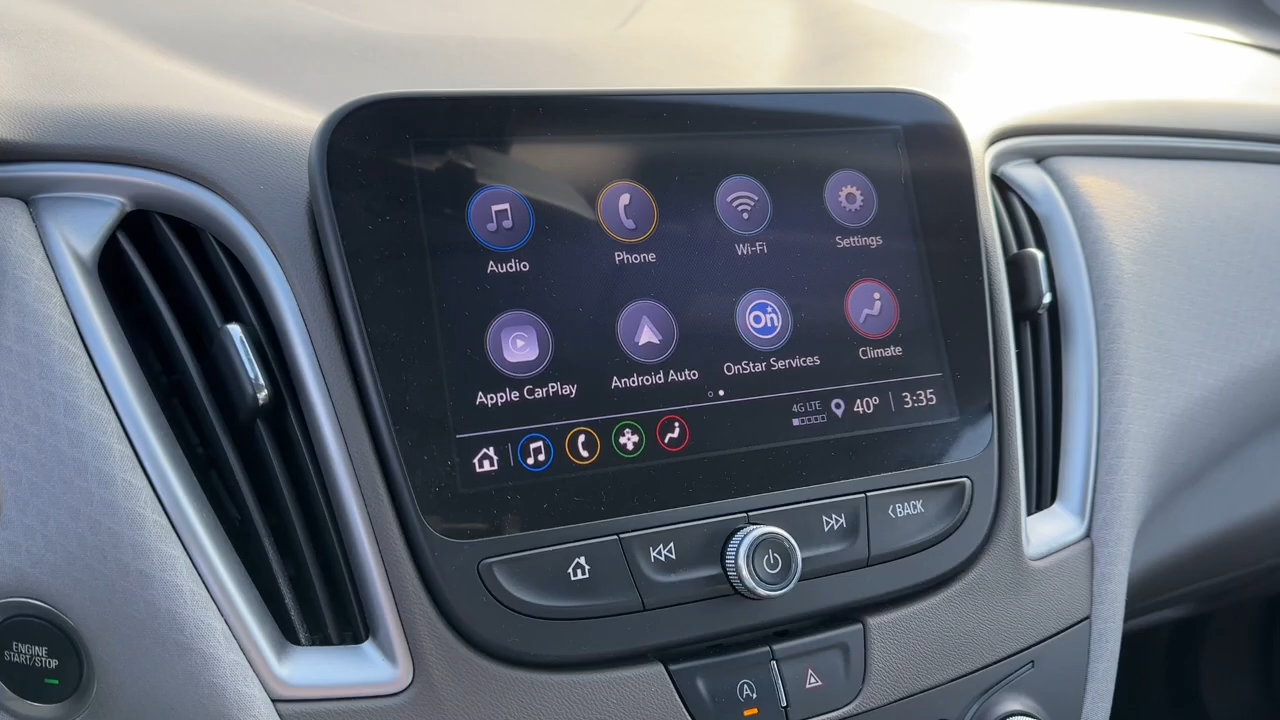 Audio
Phone
Wi-Fi
Settings
Apple CarPlay
Android Auto
On
OnStar Services
Climate
4G LTE
40°
3:35
BACK
ENGINE
START/STOP
A